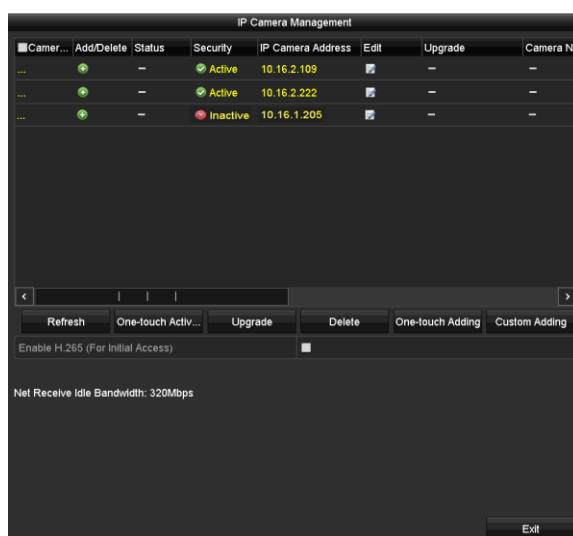 IP Camera Management
Camer... Add/Delete Status Security IP Camera Address Edit Upgrade Camera N
... – Active 10.16.2.109 – –
... – Active 10.16.2.222 – –
... – Inactive 10.16.1.205 – –
Refresh One-touch Activ... Upgrade Delete One-touch Adding Custom Adding
Enable H.265 (For Initial Access)
Net Receive Idle Bandwidth: 320Mbps
Exit